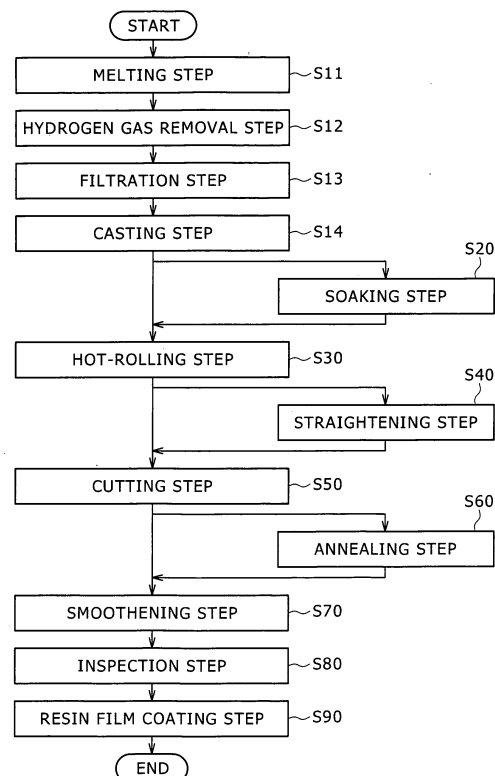 START
MELTING STEP S11
HYDROGEN GAS REMOVAL STEP S12
FILTRATION STEP S13
CASTING STEP S14
S20
SOAKING STEP
HOT-ROLLING STEP S30
S40
STRAIGHTENING STEP
CUTTING STEP S50
S60
ANNEALING STEP
SMOOTHENING STEP S70
INSPECTION STEP S80
RESIN FILM COATING STEP S90
END